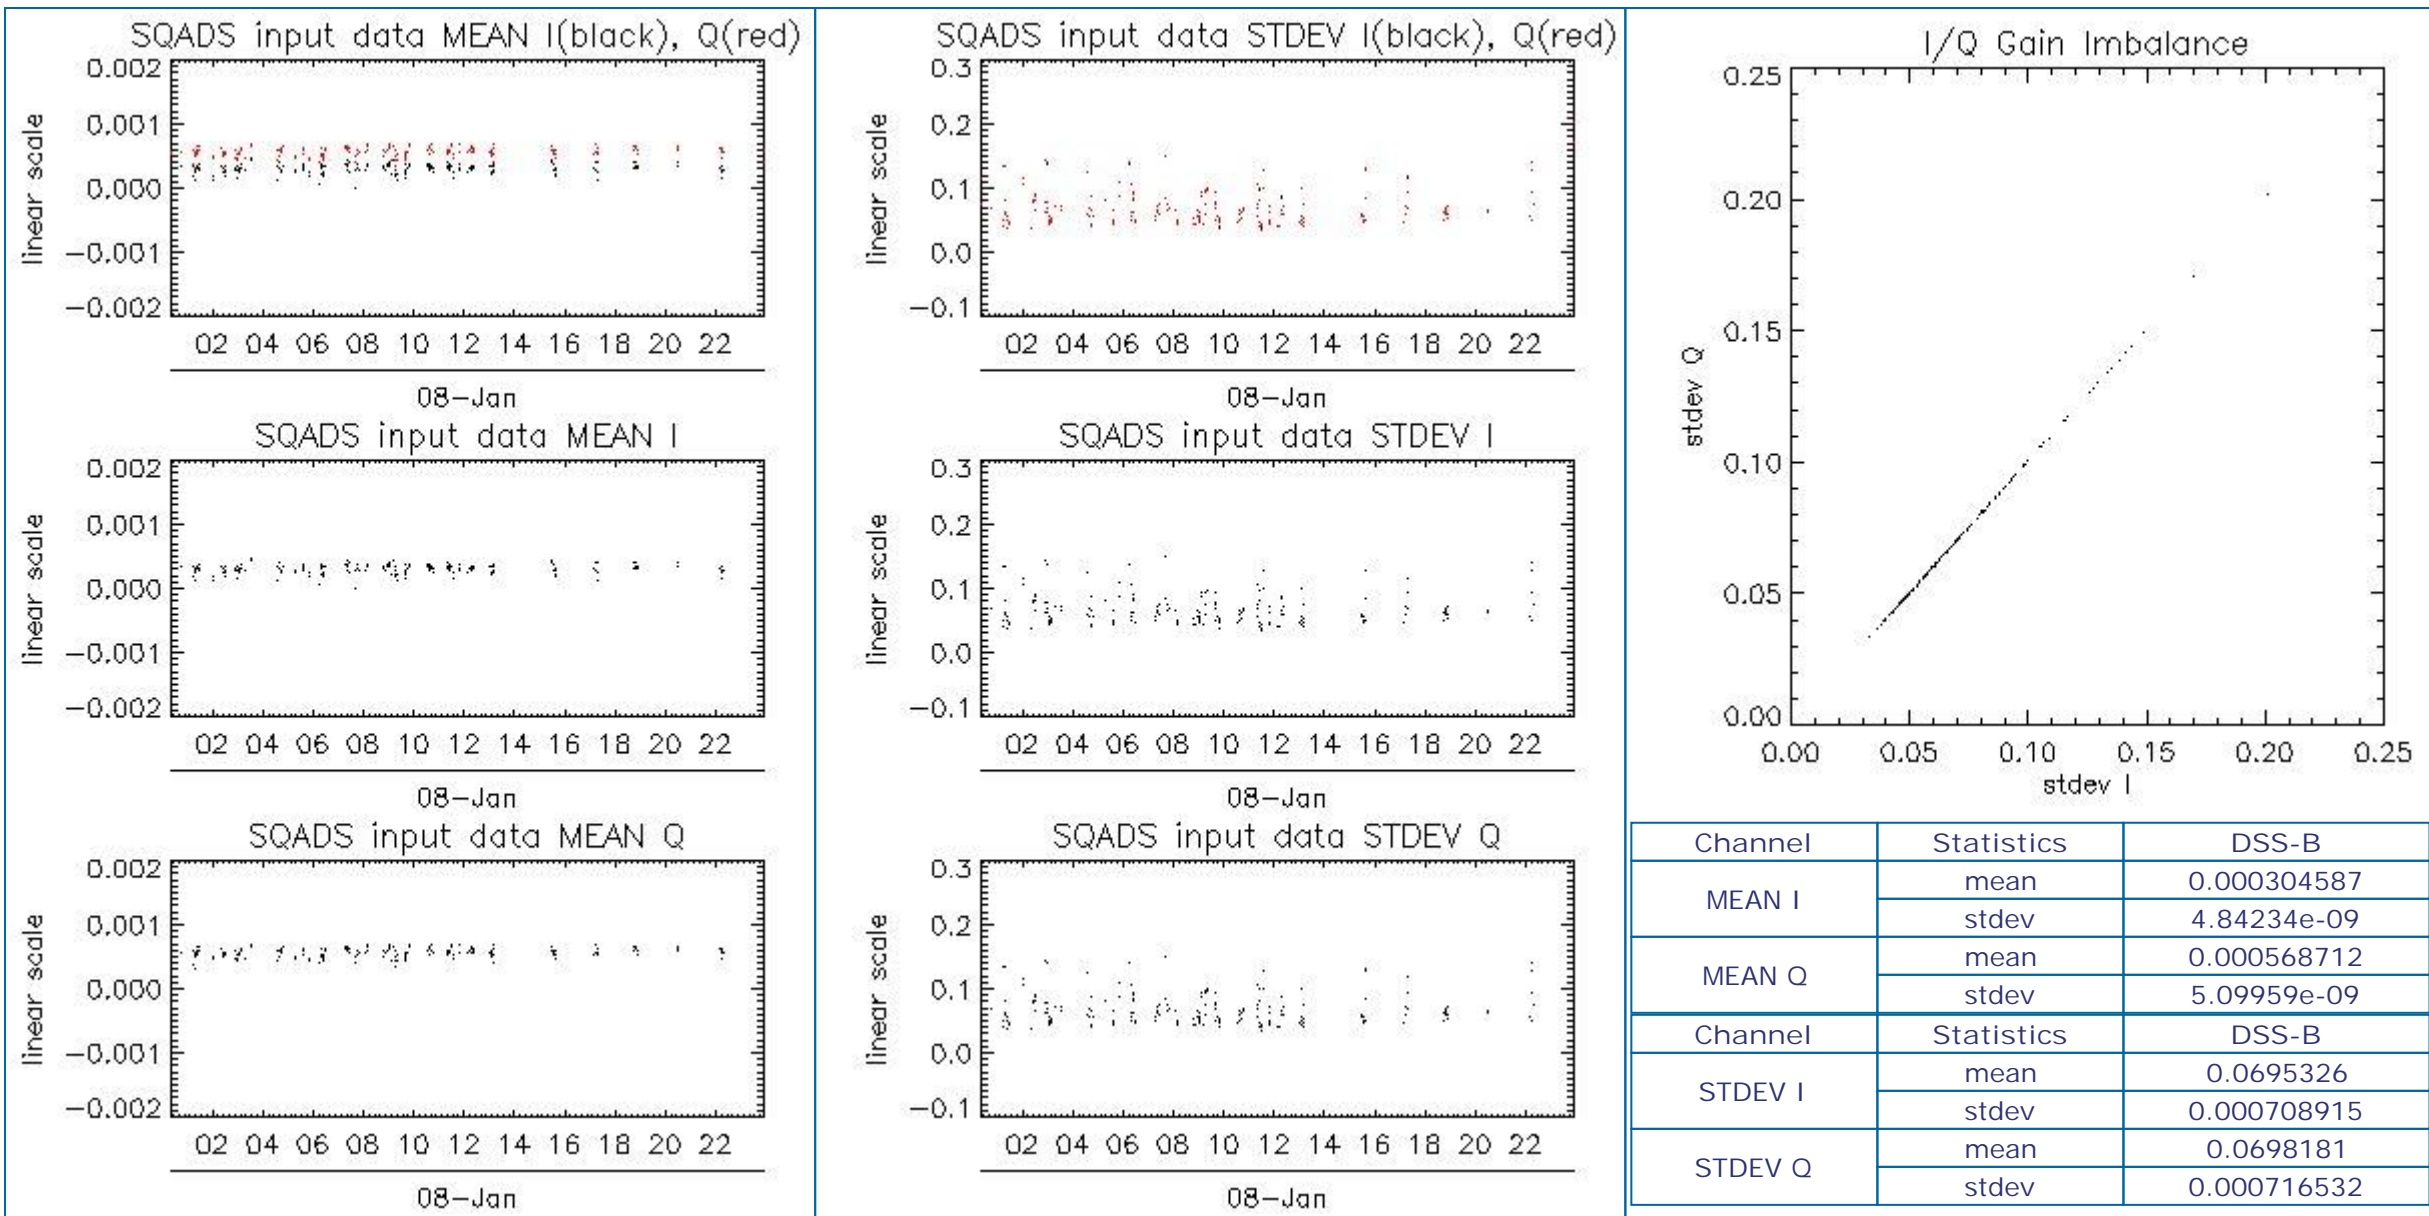 SQADS input data MEAN I(black), Q(red)
0.002
0.001
0.000
-0.001
-0.002
linear scale
02 04 06 08 10 12 14 16 18 20 22
08-Jan
SQADS input data MEAN I
0.002
0.001
0.000
-0.001
-0.002
linear scale
02 04 06 08 10 12 14 16 18 20 22
08-Jan
SQADS input data MEAN Q
0.002
0.001
0.000
-0.001
-0.002
linear scale
02 04 06 08 10 12 14 16 18 20 22
08-Jan
SQADS input data STDEV I(black), Q(red)
0.3
0.2
0.1
0.0
-0.1
linear scale
02 04 06 08 10 12 14 16 18 20 22
08-Jan
SQADS input data STDEV I
0.3
0.2
0.1
0.0
-0.1
linear scale
02 04 06 08 10 12 14 16 18 20 22
08-Jan
SQADS input data STDEV Q
0.3
0.2
0.1
0.0
-0.1
linear scale
02 04 06 08 10 12 14 16 18 20 22
08-Jan
I/Q Gain Imbalance
0.25
0.20
0.15
0.10
0.05
0.00
stdev Q
0.00 0.05 0.10 0.15 0.20 0.25
stdev I
Channel Statistics DSS-B
MEAN I mean 0.000304587
stdev 4.84234e-09
MEAN Q mean 0.000568712
stdev 5.09959e-09
Channel Statistics DSS-B
STDEV I mean 0.0695326
stdev 0.000708915
STDEV Q mean 0.0698181
stdev 0.000716532